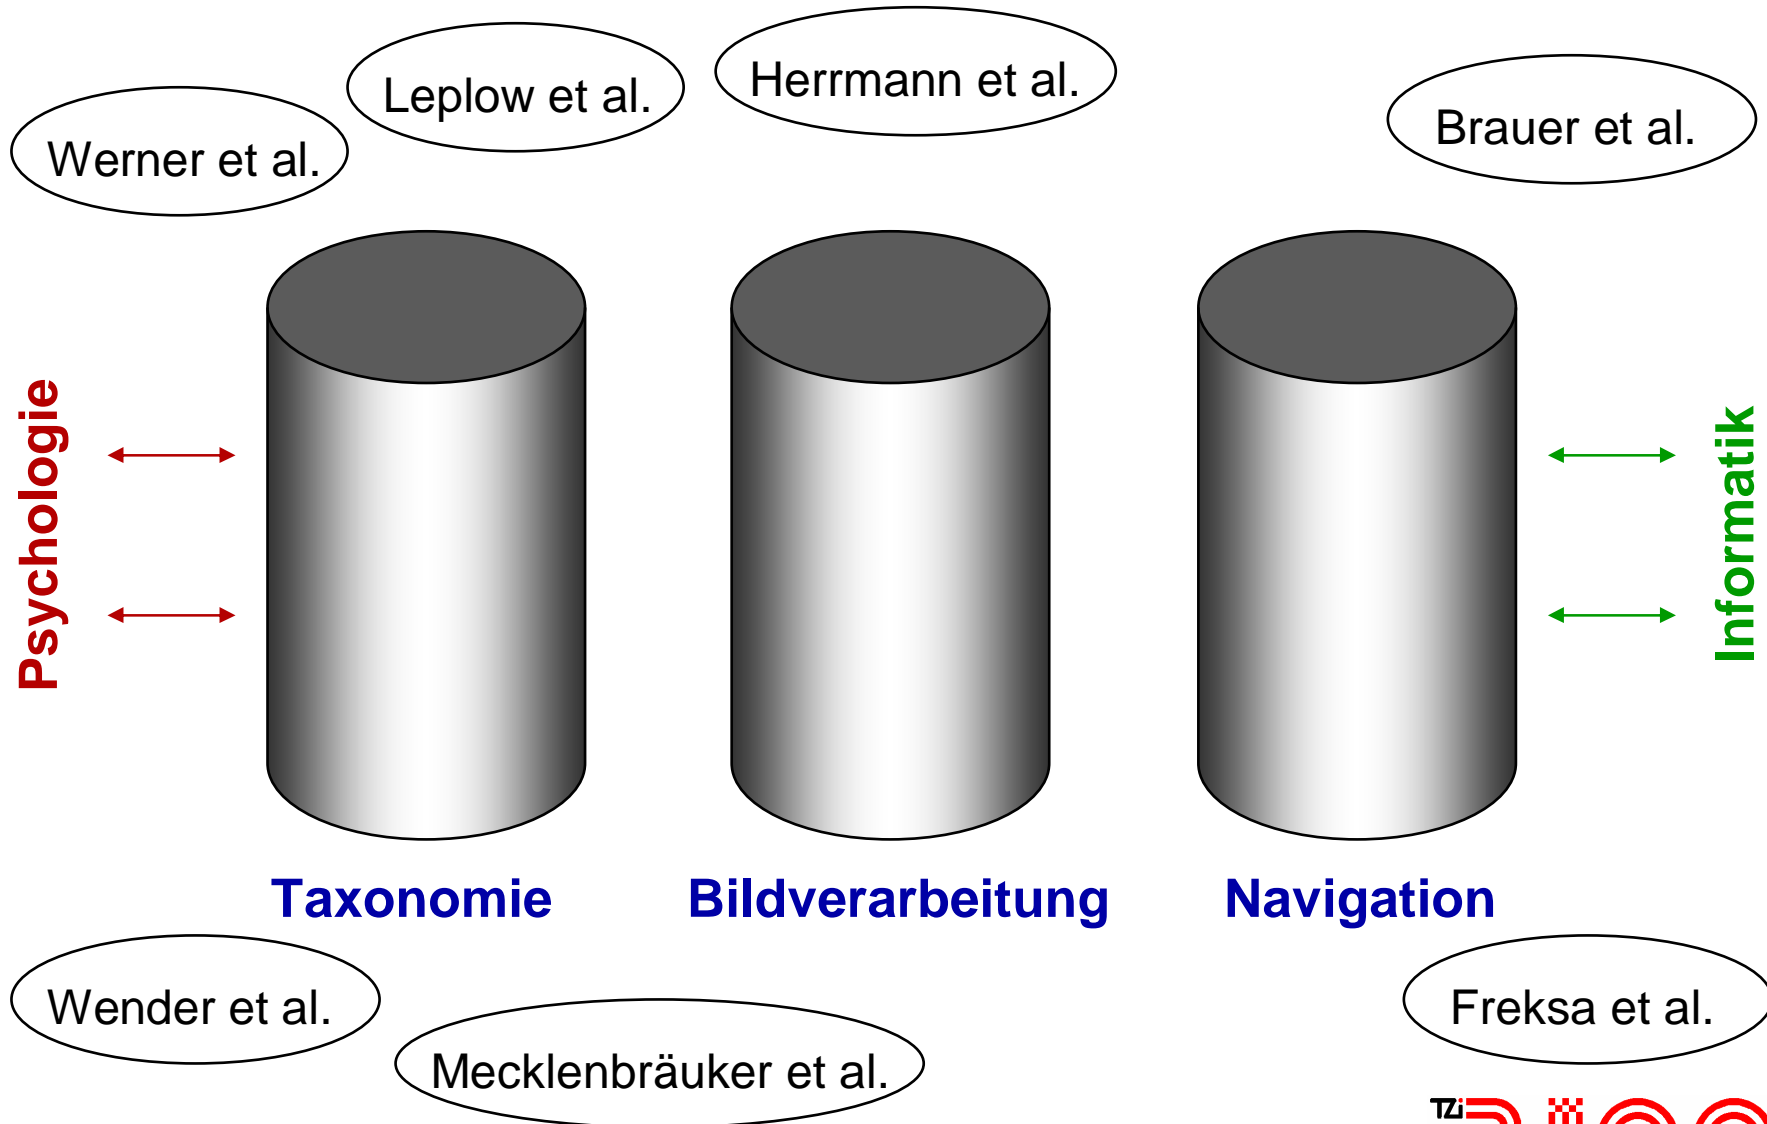 Werner et al.
Leplow et al.
Herrmann et al.
Brauer et al.
Psychologie
Informatik
Taxonomie
Bildverarbeitung
Navigation
Wender et al.
Mecklenbräuker et al.
Freksa et al.
TZi